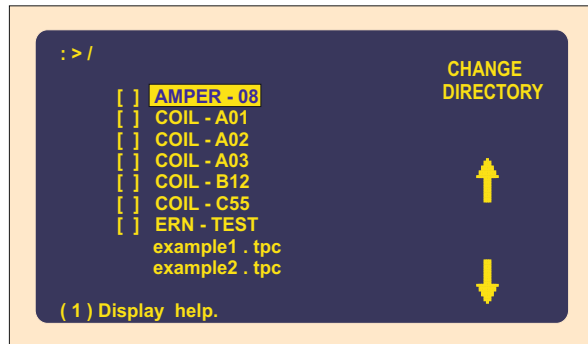 : > /
CHANGE
DIRECTORY
[ ] AMPER - 08
[ ] COIL - A01
[ ] COIL - A02
[ ] COIL - A03
[ ] COIL - B12
[ ] COIL - C55
[ ] ERN - TEST
example1 . tpc
example2 . tpc
( 1 ) Display help.